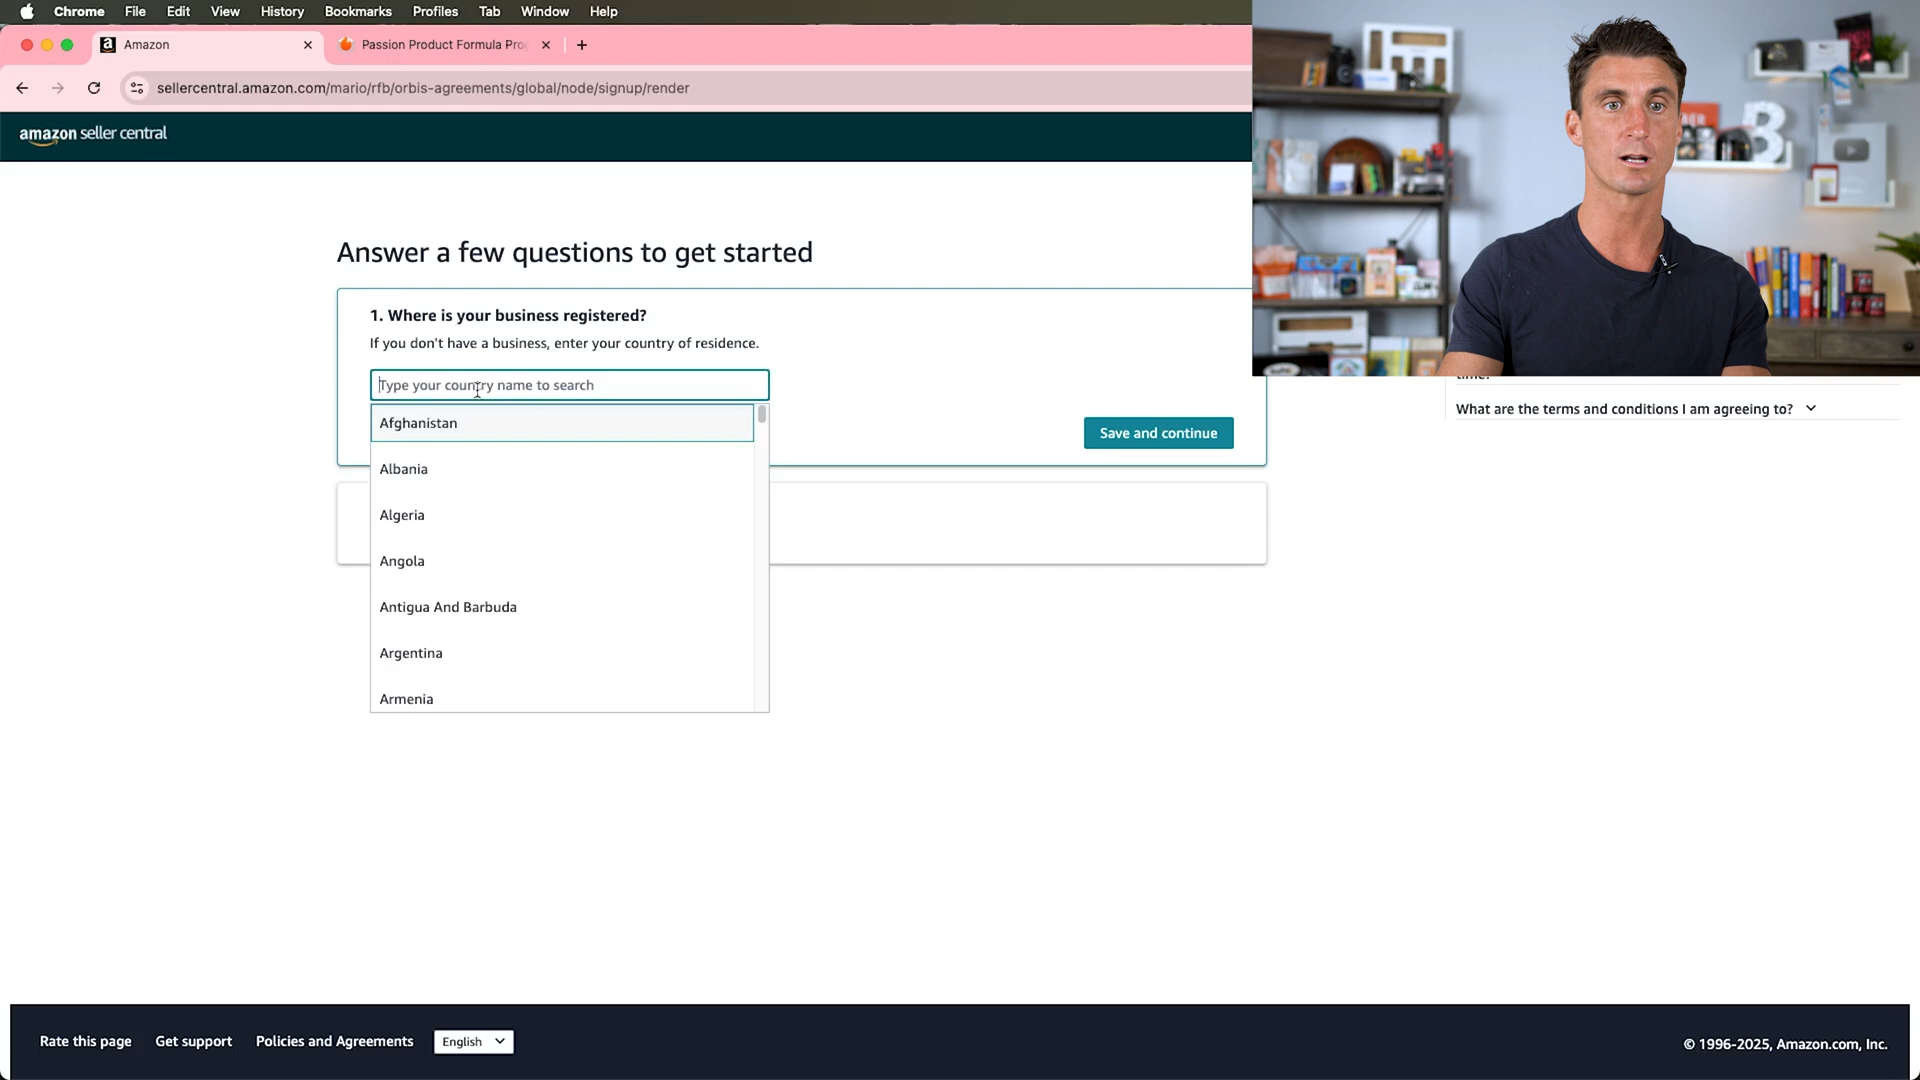 Chrome File Edit View History Bookmarks Profiles Tab Window Help
Amazon
Passion Product Formula Pro
sellercentral.amazon.com/mario/rfb/orbis-agreements/global/node/signup/render
amazon seller central
Answer a few questions to get started
1. Where is your business registered?
If you don't have a business, enter your country of residence.
Type your country name to search
Afghanistan
Albania
Algeria
Angola
Antigua And Barbuda
Argentina
Armenia
Save and continue
time?
What are the terms and conditions I am agreeing to?
Rate this page Get support Policies and Agreements English
© 1996-2025, Amazon.com, Inc.